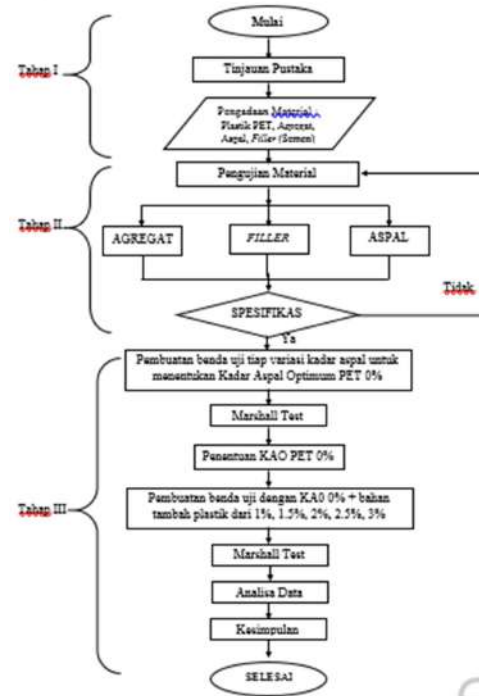 Mulai
Tahap I
Tinjauan Pustaka
Pengadaan Material :
Plastik PET, Agregat,
Aspal, Filler (Semen)
Pengujian Material
Tahap II
AGREGAT
FILLER
ASPAL
Tidak
SPESIFIKAS
Ya
Pembuatan benda uji tiap variasi kadar aspal untuk
menentukan Kadar Aspal Optimum PET 0%
Marshall Test
Penentuan KAO PET 0%
Pembuatan benda uji dengan KA0 0% + bahan
tambah plastik dari 1%, 1.5%, 2%, 2.5%, 3%
Tahap III
Marshall Test
Analisa Data
Kesimpulan
SELESAI